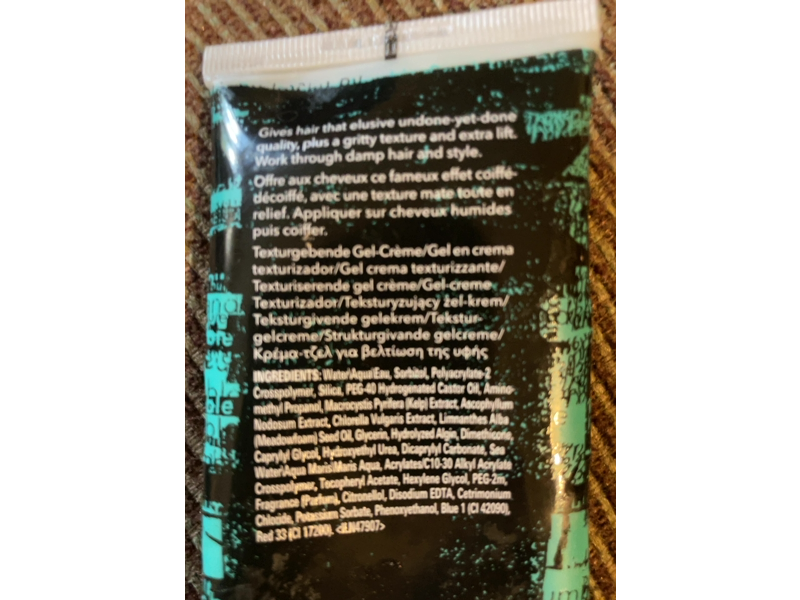 Gives hair that elusive undone-yet-done
quality, plus a gritty texture and extra lift.
Work through damp hair and style.
Offre aux cheveux ce fameux effet coiffé-
décoiffé, avec une texture mate toute en
relief. Appliquer sur cheveux humides
puis coiffer.
Texturgebende Gel-Crème/Gel en crema
texturizador/Gel crema texturizzante/
Texturiserende gel crème/Gel-creme
Texturizador/Teksturyzujący żel-krem/
Teksturgivende gelekrem/Tekstur-
gelcreme/Strukturgivande gelcreme/
Κρέμα-τζελ για βελτίωση της υφής
INGREDIENTS: Water/Aqua/Eau, Sorbitol, Polyacrylate-2
Crosspolymer, Silica, PEG-40 Hydrogenated Castor Oil, Amino-
methyl Propanol, Macrocystis Pyrifera (Kelp) Extract, Ascophyllum
Nodosum Extract, Chlorella Vulgaris Extract, Limnanthes Alba
(Meadowfoam) Seed Oil, Glycerin, Hydrolyzed Algin, Dimethicone,
Caprylyl Glycol, Hydroxyethyl Urea, Dicaprylyl Carbonate, Sea
Water/Aqua Maris/Maris Aqua, Acrylates/C10-30 Alkyl Acrylate
Crosspolymer, Tocopheryl Acetate, Hexylene Glycol, PEG-2m,
Fragrance (Parfum), Citronellol, Disodium EDTA, Cetrimonium
Chloride, Potassium Sorbate, Phenoxyethanol, Blue 1 (CI 42090),
Red 33 (CI 17200). <ILN47907>